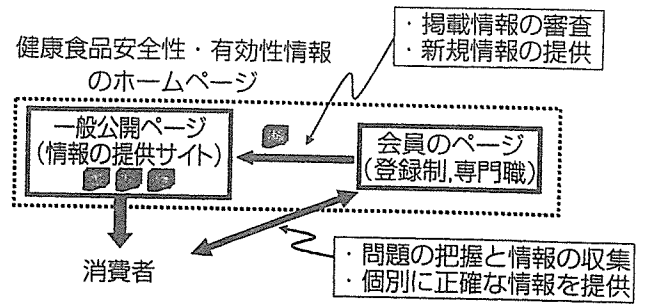 ・掲載情報の審査
・新規情報の提供
健康食品安全性・有効性情報
のホームページ
一般公開ページ
(情報の提供サイト)
会員のページ
(登録制,専門職)
消費者
・問題の把握と情報の収集
・個別に正確な情報を提供